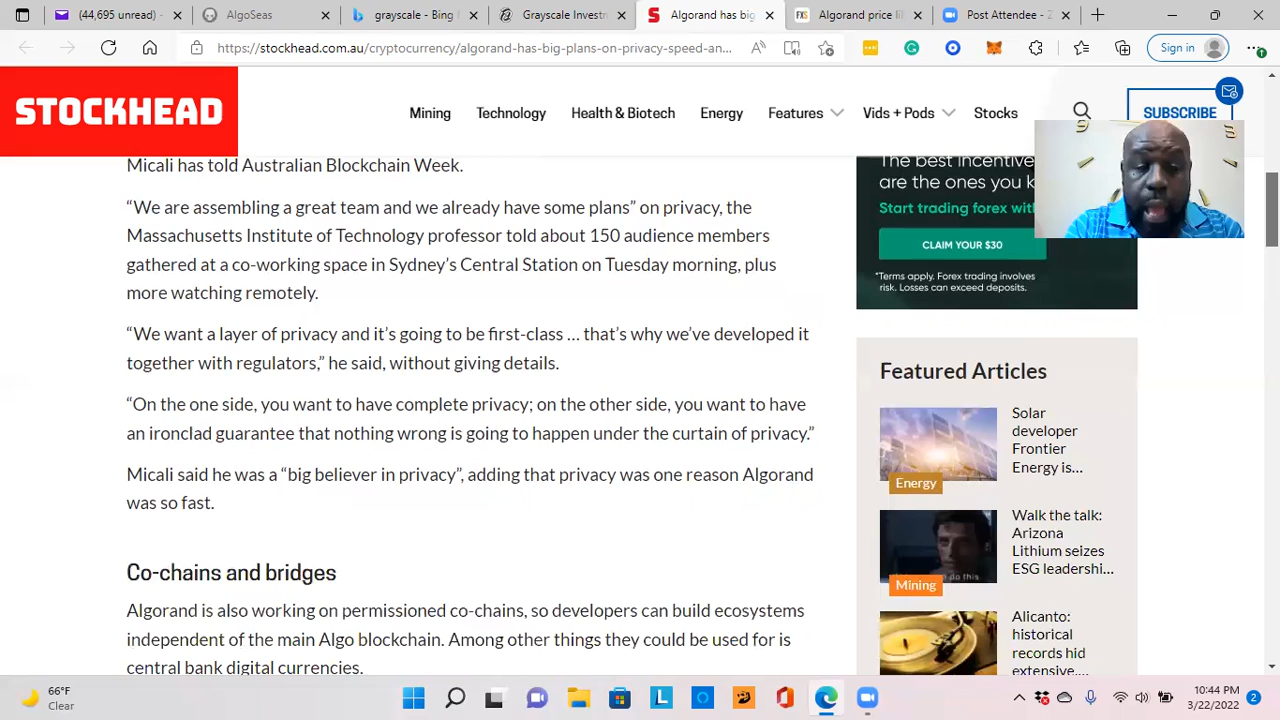 (44,695 unread)
AlgoSeas
grayscale - Bing
Grayscale Investm
Algorand has big
Algorand price li
Post Attendee - Z
https://stockhead.com.au/cryptocurrency/algorand-has-big-plans-on-privacy-speed-an...
Sign in
STOCKHEAD
Mining
Technology
Health & Biotech
Energy
Features
Vids + Pods
Stocks
SUBSCRIBE
Micali has told Australian Blockchain Week.
“We are assembling a great team and we already have some plans” on privacy, the
Massachusetts Institute of Technology professor told about 150 audience members
gathered at a co-working space in Sydney’s Central Station on Tuesday morning, plus
more watching remotely.
“We want a layer of privacy and it’s going to be first-class … that’s why we’ve developed it
together with regulators,” he said, without giving details.
“On the one side, you want to have complete privacy; on the other side, you want to have
an ironclad guarantee that nothing wrong is going to happen under the curtain of privacy.”
Micali said he was a “big believer in privacy”, adding that privacy was one reason Algorand
was so fast.
Co-chains and bridges
Algorand is also working on permissioned co-chains, so developers can build ecosystems
independent of the main Algo blockchain. Among other things they could be used for is
central bank digital currencies.
The best incentive
are the ones you k
Start trading forex with
CLAIM YOUR $30
*Terms apply. Forex trading involves
risk. Losses can exceed deposits.
Featured Articles
Solar
developer
Frontier
Energy is...
Energy
Walk the talk:
Arizona
Lithium seizes
ESG leadershi...
do this
Mining
Alicanto:
historical
records hid
extensive....
66°F
Clear
10:44 PM
3/22/2022
2